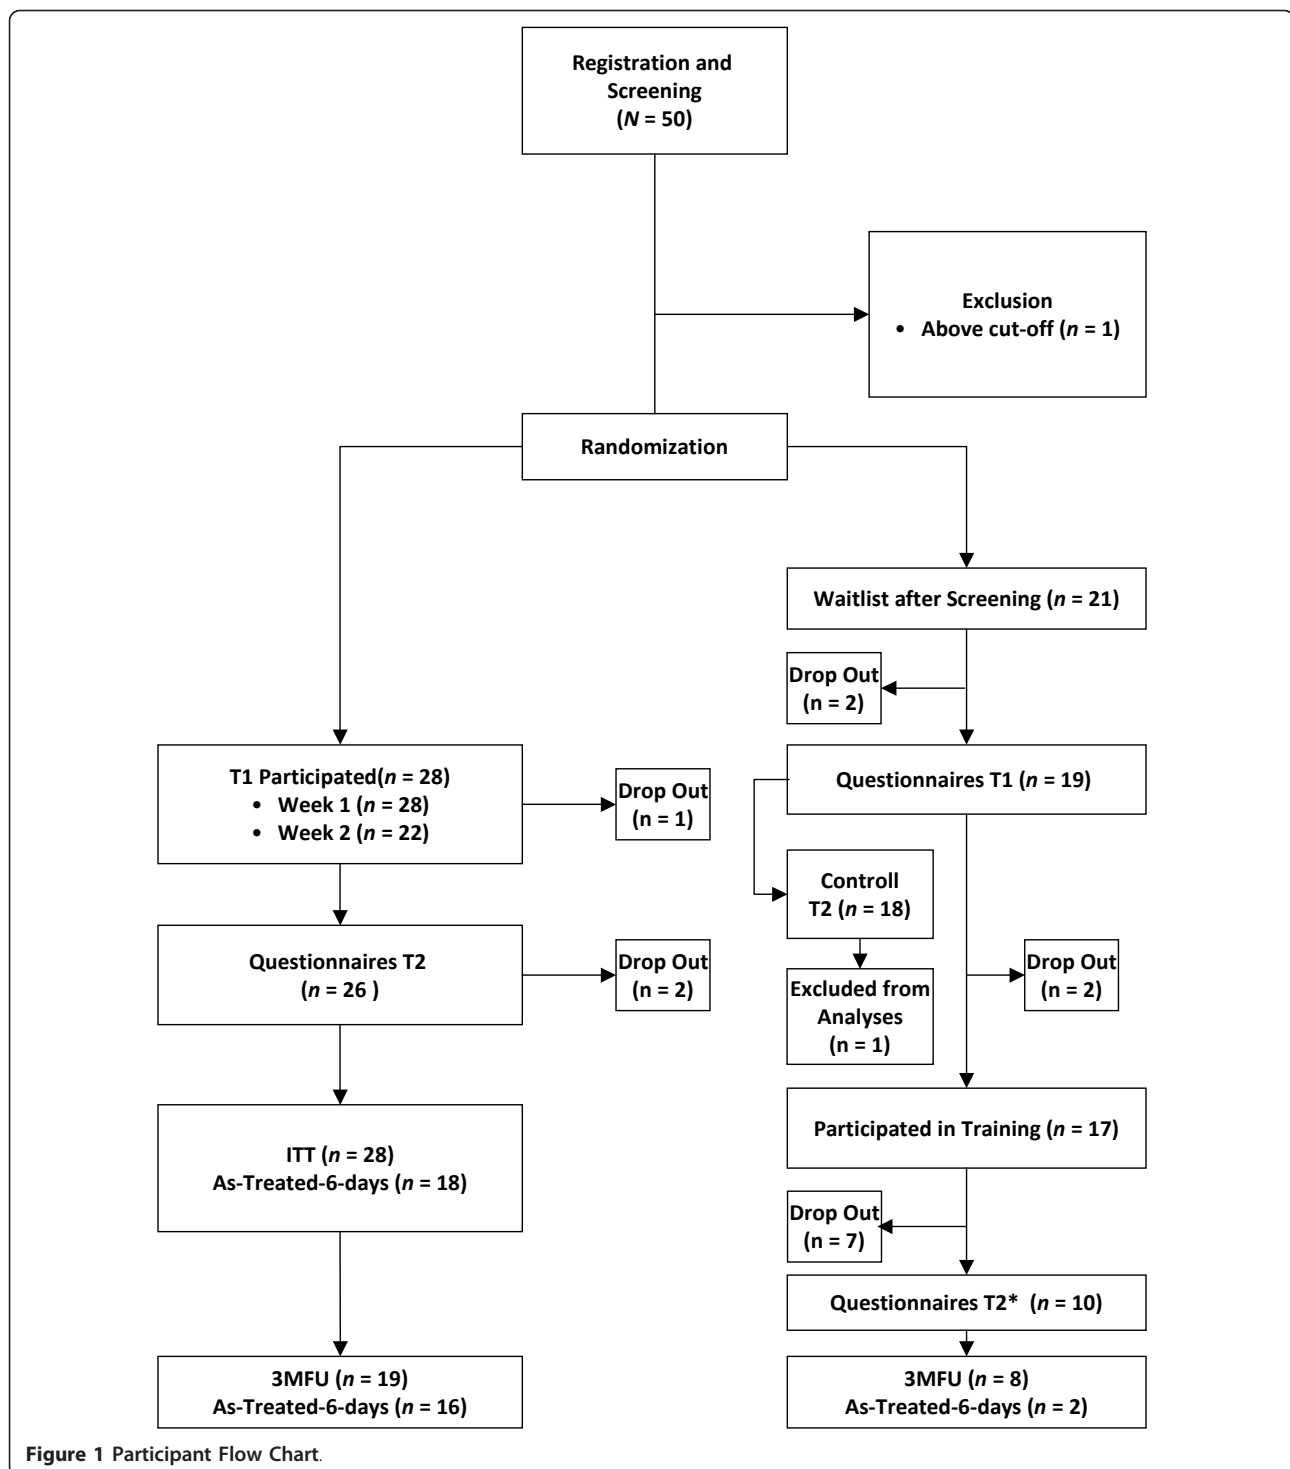 Registration and
Screening
(N = 50)
Exclusion
• Above cut-off (n = 1)
Randomization
Waitlist after Screening (n = 21)
Drop Out
(n = 2)
T1 Participated(n = 28)
• Week 1 (n = 28)
• Week 2 (n = 22)
Drop Out
(n = 1)
Questionnaires T1 (n = 19)
Controll
T2 (n = 18)
Questionnaires T2
(n = 26 )
Drop Out
(n = 2)
Excluded from
Analyses
(n = 1)
Drop Out
(n = 2)
ITT (n = 28)
As-Treated-6-days (n = 18)
Participated in Training (n = 17)
Drop Out
(n = 7)
Questionnaires T2* (n = 10)
3MFU (n = 19)
As-Treated-6-days (n = 16)
3MFU (n = 8)
As-Treated-6-days (n = 2)
Figure 1 Participant Flow Chart.